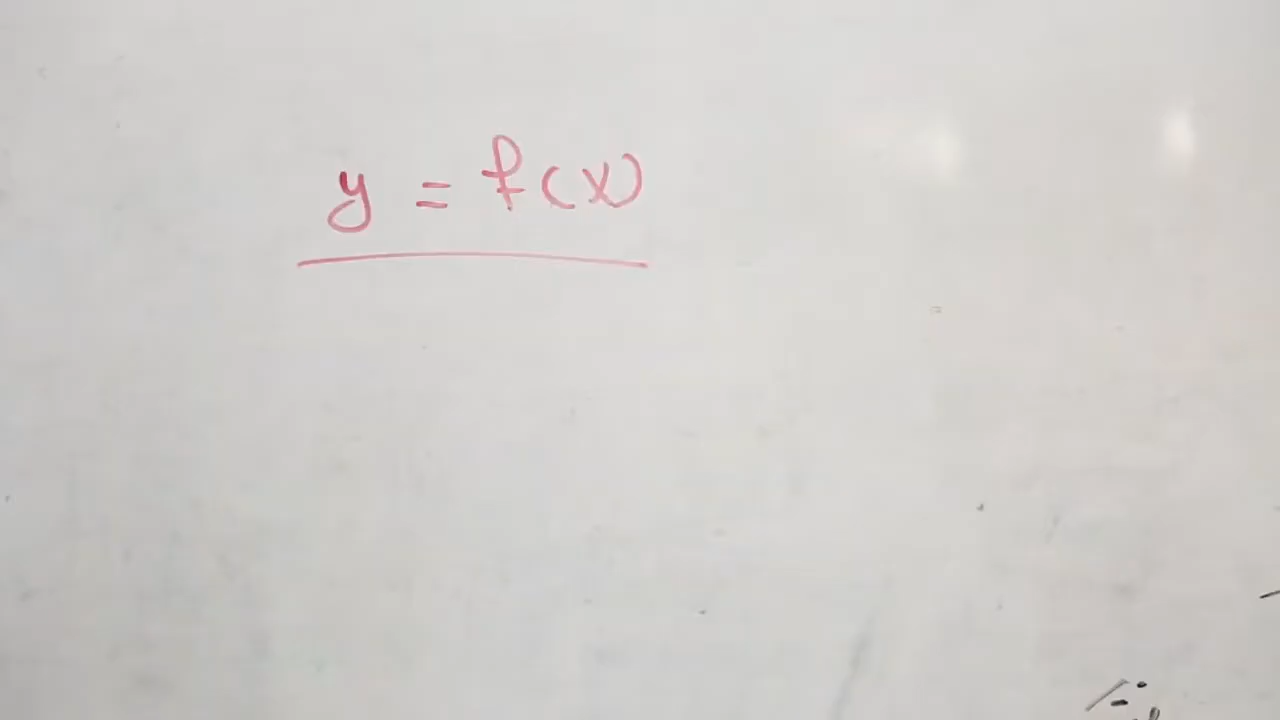 y = f(x)